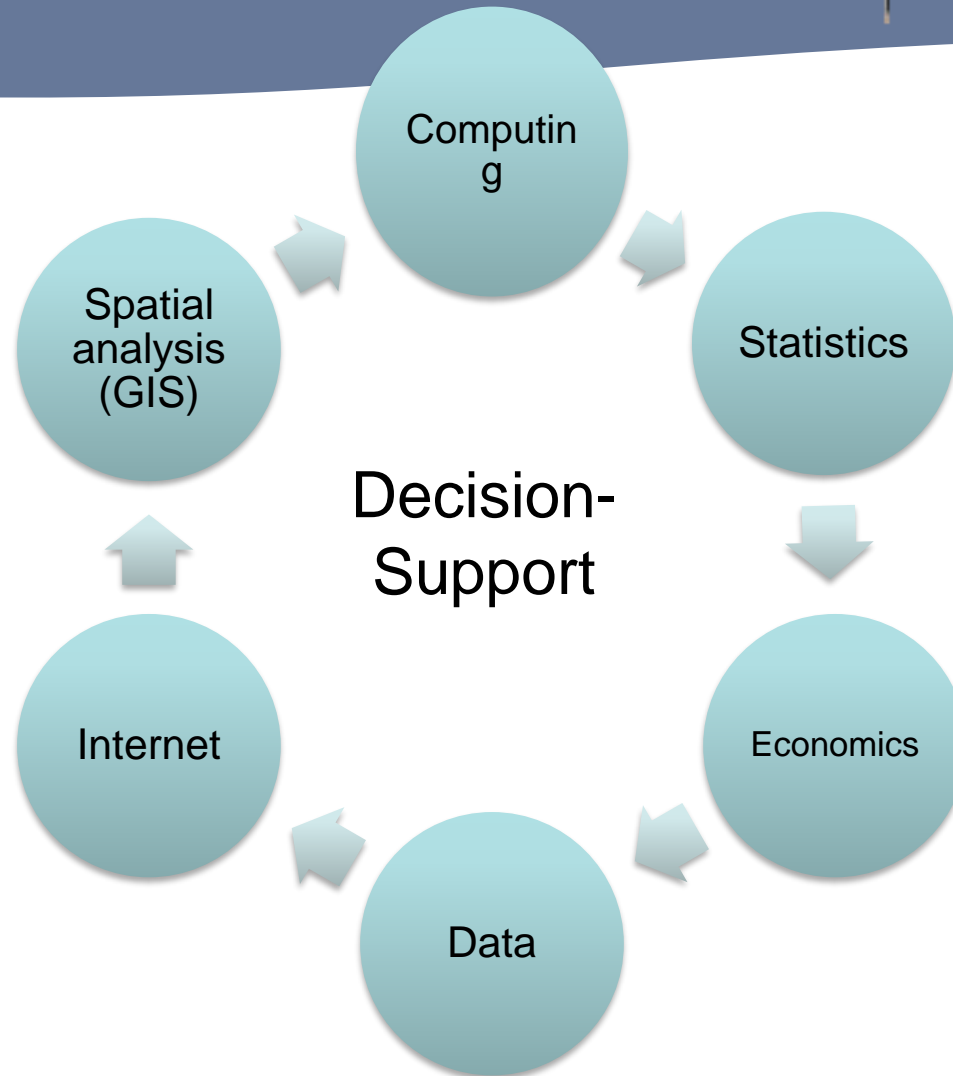 Computin
g
Statistics
Economics
Data
Internet
Spatial
analysis
(GIS)
Decision-
Support